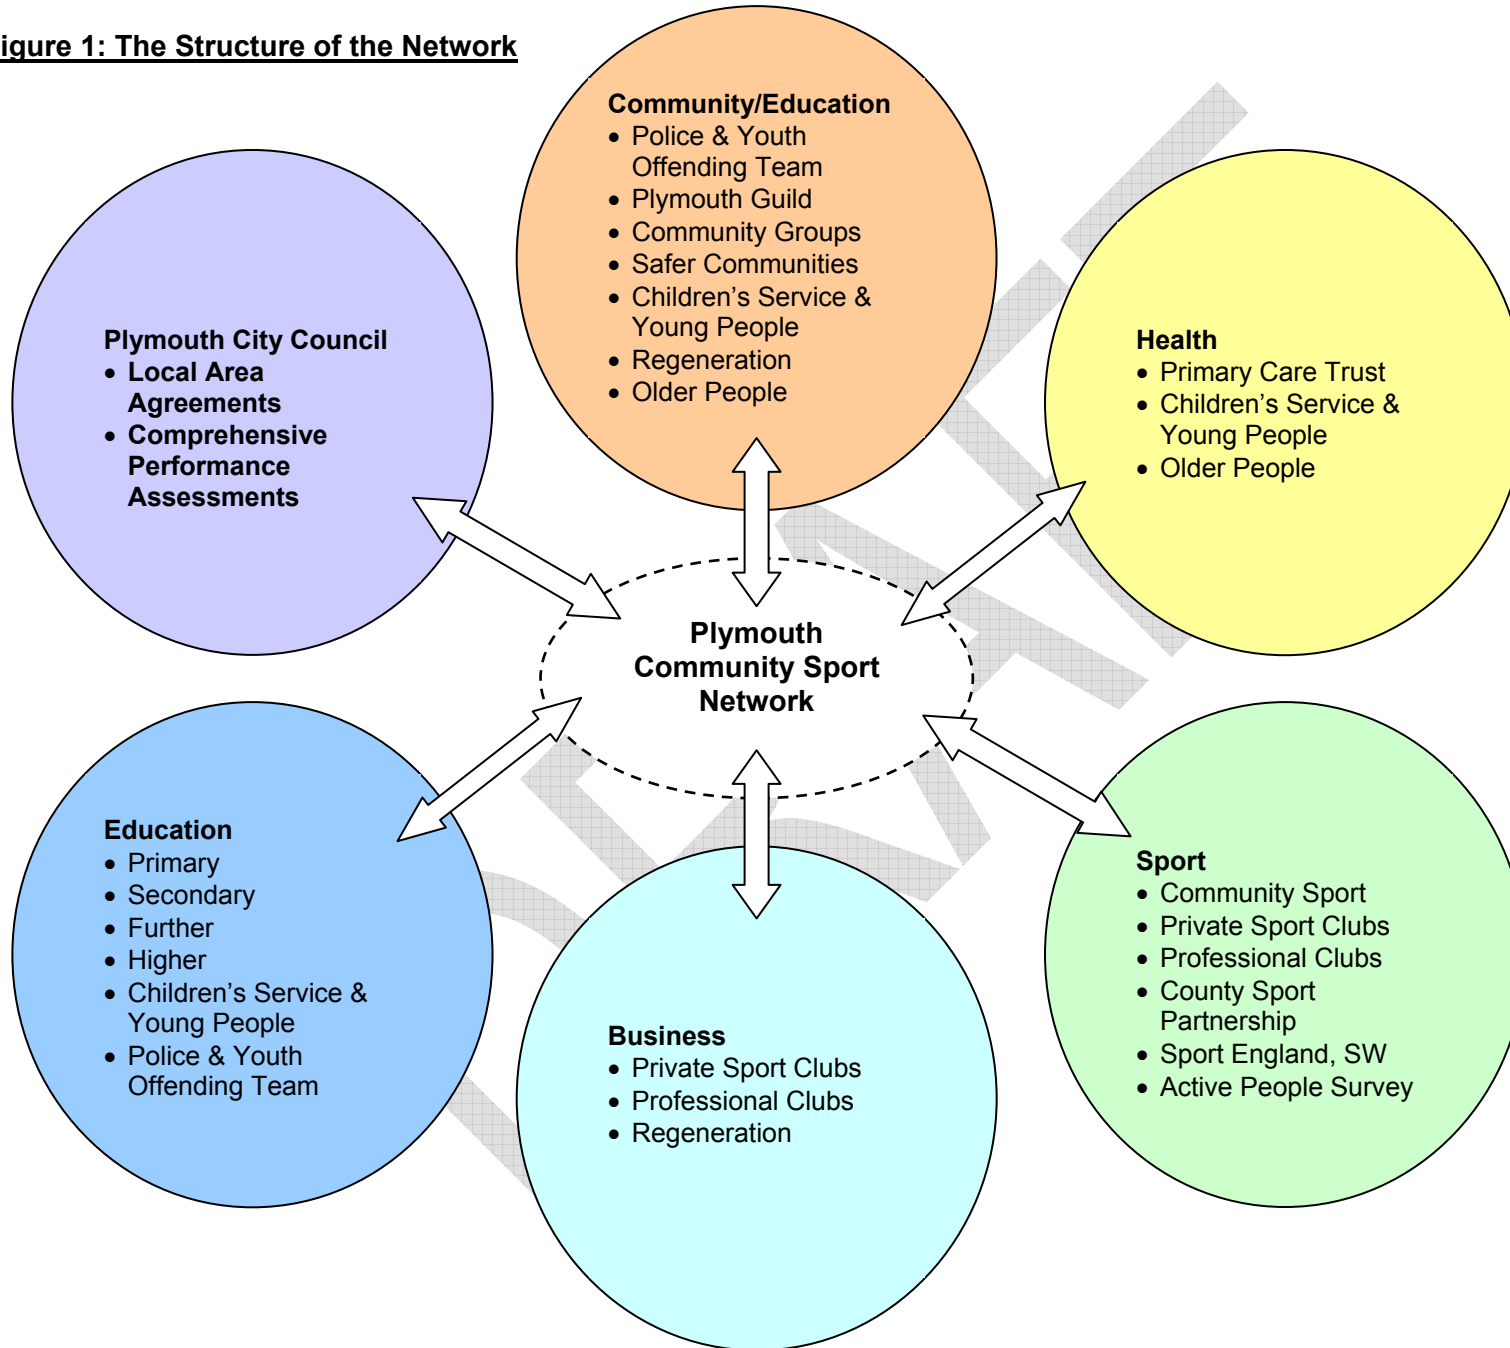 igure 1: The Structure of the Network
Community/Education
• Police & Youth
Offending Team
• Plymouth Guild
• Community Groups
• Safer Communities
• Children's Service &
Young People
• Regeneration
• Older People
Plymouth City Council
• Local Area
Agreements
• Comprehensive
Performance
Assessments
Health
• Primary Care Trust
• Children's Service &
Young People
• Older People
Plymouth
Community Sport
Network
Education
• Primary
• Secondary
• Further
• Higher
• Children's Service &
Young People
• Police & Youth
Offending Team
Business
• Private Sport Clubs
• Professional Clubs
• Regeneration
Sport
• Community Sport
• Private Sport Clubs
• Professional Clubs
• County Sport
Partnership
• Sport England, SW
• Active People Survey
DRAFT